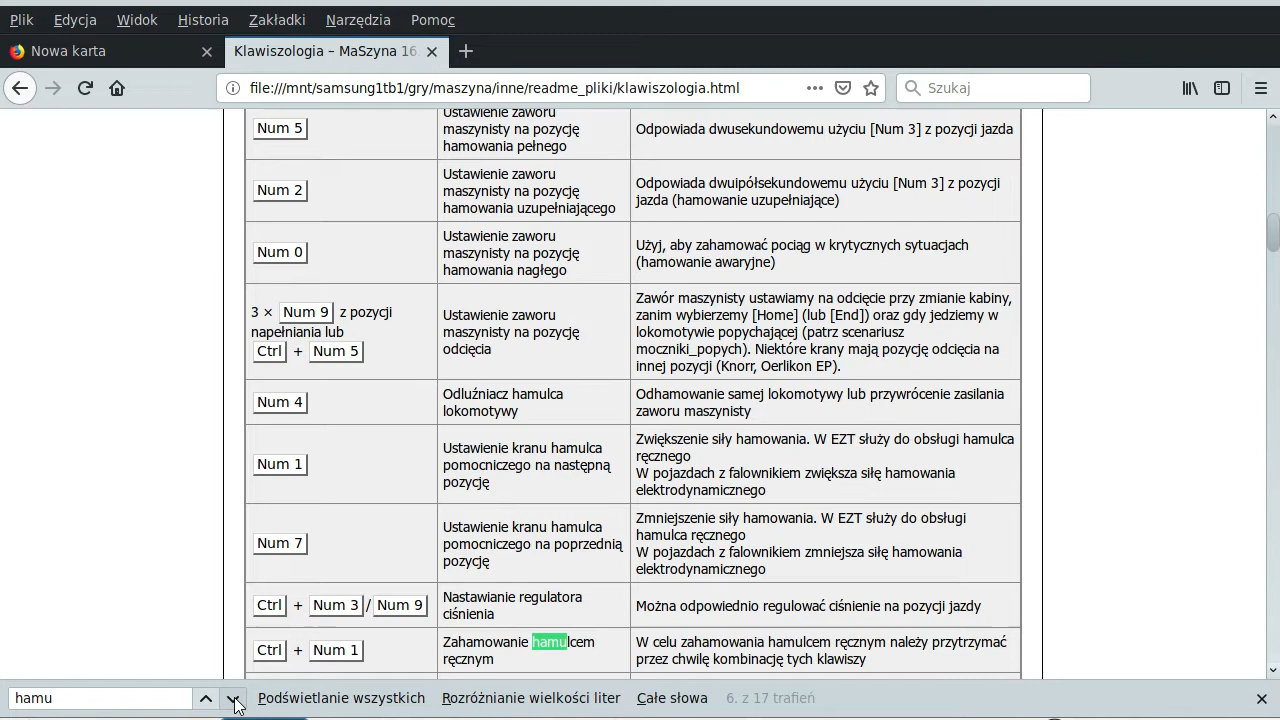 Plik Edycja Widok Historia Zakładki Narzędzia Pomoc
Nowa karta
Klawiszologia – MaSzyna 16
file:///mnt/samsung1tb1/gry/maszyna/inne/readme_pliki/klawiszologia.html
Szukaj
Num 5
Ustawienie zaworu
maszynisty na pozycję
hamowania pełnego
Odpowiada dwusekundowemu użyciu [Num 3] z pozycji jazda
Num 2
Ustawienie zaworu
maszynisty na pozycję
hamowania uzupełniającego
Odpowiada dwuipółsekundowemu użyciu [Num 3] z pozycji
jazda (hamowanie uzupełniające)
Num 0
Ustawienie zaworu
maszynisty na pozycję
hamowania nagłego
Użyj, aby zahamować pociąg w krytycznych sytuacjach
(hamowanie awaryjne)
3 × Num 9 z pozycji
napełniania lub
Ctrl + Num 5
Ustawienie zaworu
maszynisty na pozycję
odcięcia
Zawór maszynisty ustawiamy na odcięcie przy zmianie kabiny,
zanim wybierzemy [Home] (lub [End]) oraz gdy jedziemy w
lokomotywie popychającej (patrz scenariusz
moczniki_popych). Niektóre krany mają pozycję odcięcia na
innej pozycji (Knorr, Oerlikon EP).
Num 4
Odluźniacz hamulca
lokomotywy
Odhamowanie samej lokomotywy lub przywrócenie zasilania
zaworu maszynisty
Num 1
Ustawienie kranu hamulca
pomocniczego na następną
pozycję
Zwiększenie siły hamowania. W EZT służy do obsługi hamulca
ręcznego
W pojazdach z falownikiem zwiększa siłę hamowania
elektrodynamicznego
Num 7
Ustawienie kranu hamulca
pomocniczego na poprzednią
pozycję
Zmniejszenie siły hamowania. W EZT służy do obsługi
hamulca ręcznego
W pojazdach z falownikiem zmniejsza siłę hamowania
elektrodynamicznego
Ctrl + Num 3 / Num 9
Nastawianie regulatora
ciśnienia
Można odpowiednio regulować ciśnienie na pozycji jazdy
Ctrl + Num 1
Zahamowanie hamulcem
ręcznym
W celu zahamowania hamulcem ręcznym należy przytrzymać
przez chwilę kombinację tych klawiszy
hamu
Podświetlanie wszystkich Rozróżnianie wielkości liter Całe słowa 6. z 17 trafień